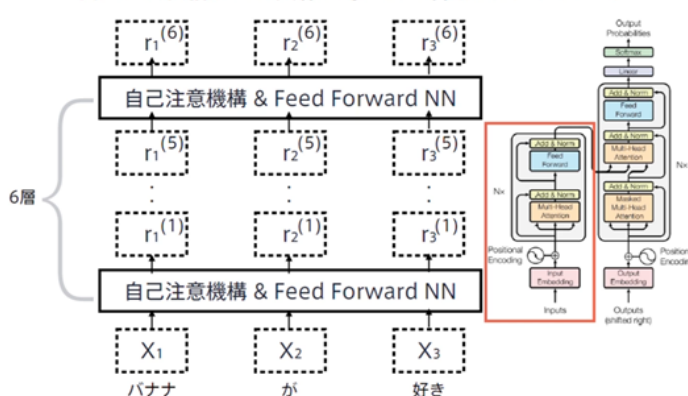 r₁⁽⁶⁾ r₂⁽⁶⁾ r₃⁽⁶⁾
自己注意機構 & Feed Forward NN
r₁⁽⁵⁾ r₂⁽⁵⁾ r₃⁽⁵⁾
6層
r₁⁽¹⁾ r₂⁽¹⁾ r₃⁽¹⁾
自己注意機構 & Feed Forward NN
X₁ X₂ X₃
バナナ が 好き
Output
Probabilities
Softmax
Linear
Add & Norm
Feed
Forward
Add & Norm
Multi-Head
Attention
N×
Add & Norm
Masked
Multi-Head
Attention
Position
Encodin
Output
Embedding
Outputs
(shifted right)
Add & Norm
Feed
Forward
N×
Add & Norm
Multi-Head
Attention
Positional
Encoding
Input
Embedding
Inputs